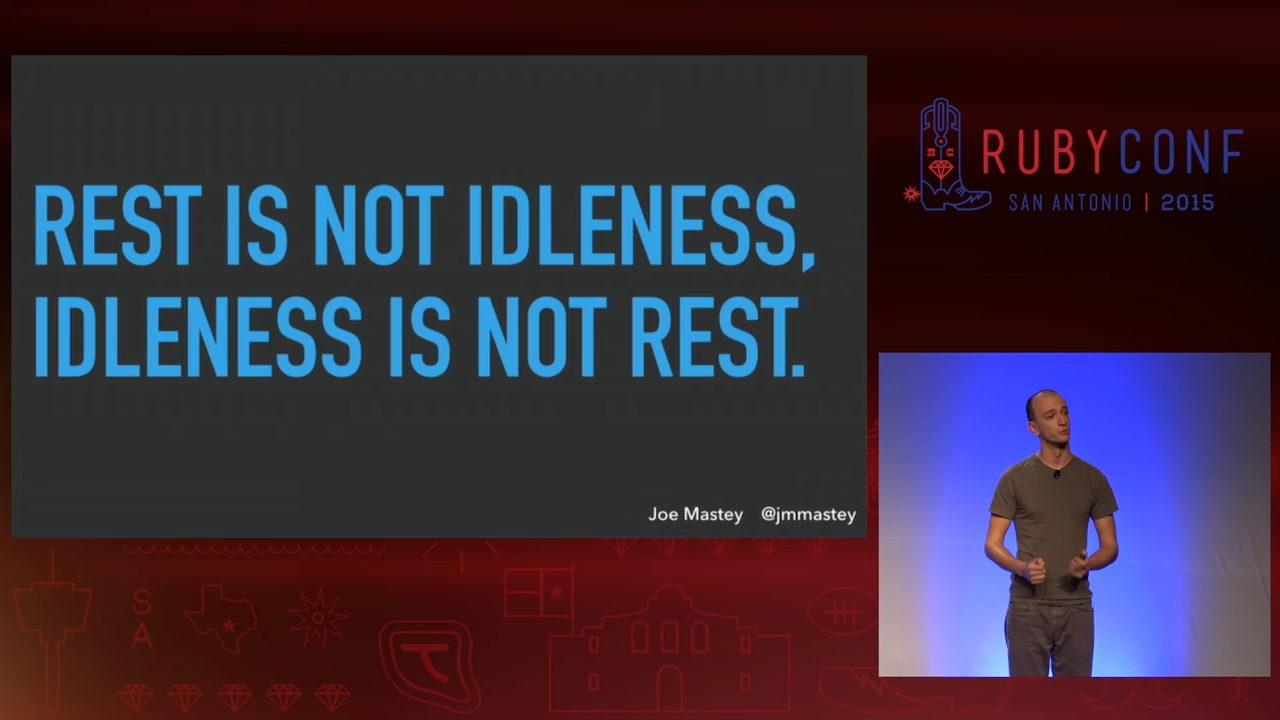 REST IS NOT IDLENESS,
IDLENESS IS NOT REST.
Joe Mastey @jmmastey
RUBYCONF
SAN ANTONIO | 2015
S
A